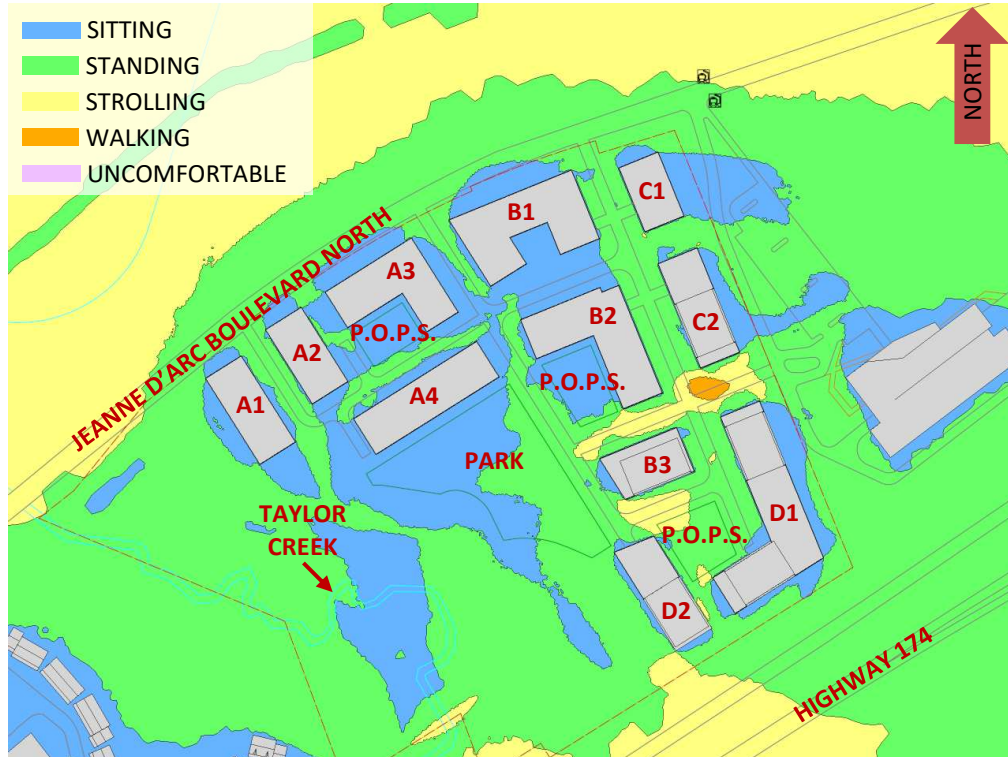 SITTING
STANDING
STROLLING
WALKING
UNCOMFORTABLE
NORTH
C1
B1
JEANNE D'ARC BOULEVARD NORTH
A3
B2
C2
P.O.P.S.
A2
P.O.P.S.
A1
A4
PARK
B3
TAYLOR
CREEK
D1
P.O.P.S.
D2
HIGHWAY 174